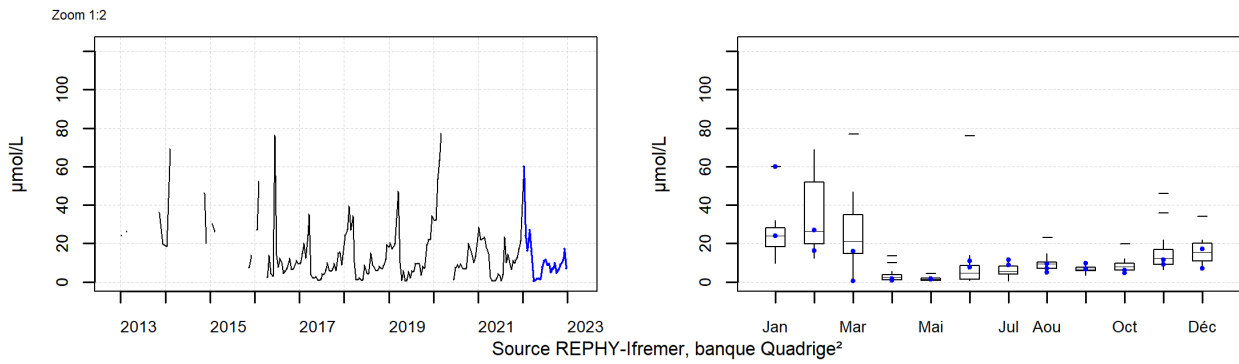 Zoom 1:2
µmol/L
100
80
60
40
20
0
2013 2015 2017 2019 2021 2023
µmol/L
100
80
60
40
20
0
Jan Mar Mai Jul Aou Oct Déc
Source REPHY-Ifremer, banque Quadrige²